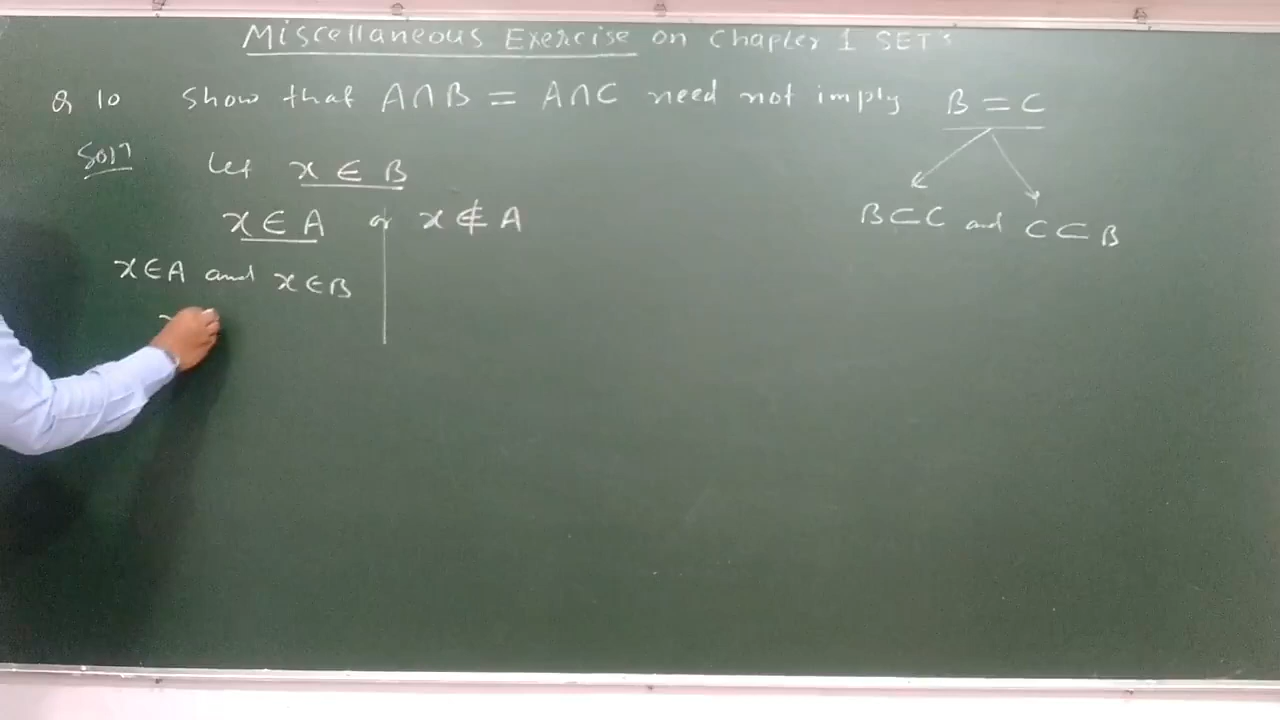 Miscellaneous Exercise on Chapter 1 SETS
Q 10 Show that A∩B = A∩C need not imply B = C
Soln Let x ∈ B
x ∈ A or x ∉ A
B⊂C and C⊂B
x∈A and x∈B